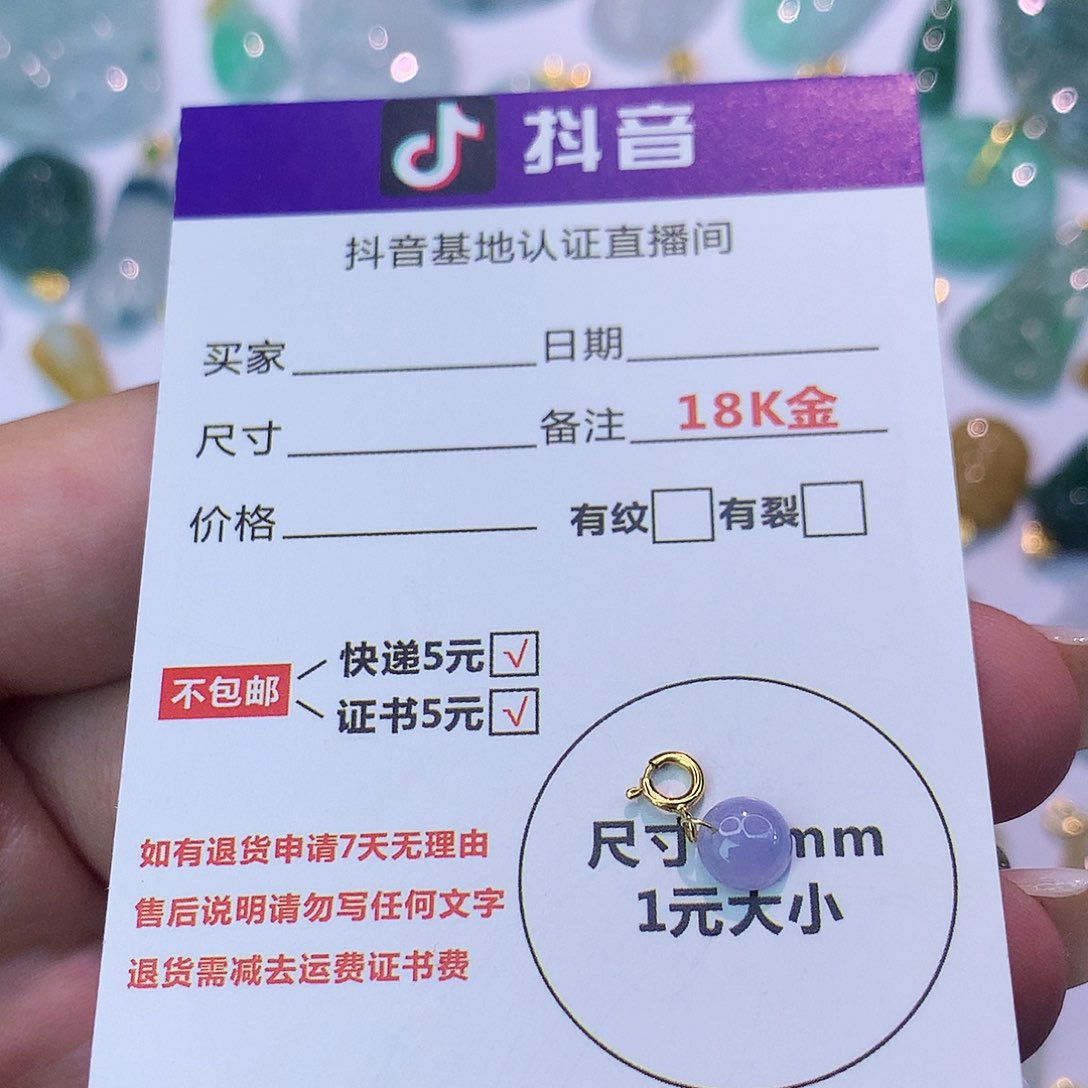 抖音
抖音基地认证直播间
买家 日期
尺寸 备注 18K金
价格 有纹 有裂
不包邮
快递5元 √
证书5元 √
如有退货申请7天无理由
售后说明请勿写任何文字
退货需减去运费证书费
尺寸 mm
1元大小